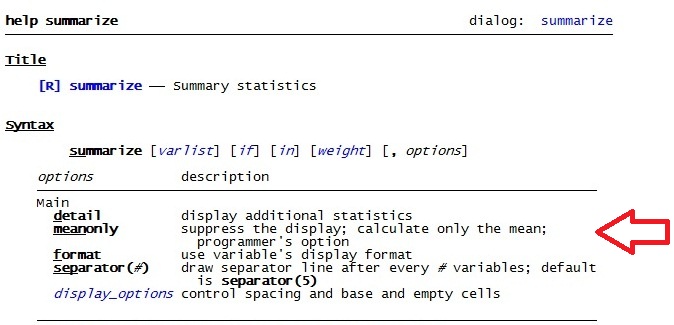 help summarize dialog: summarize
Title
[R] summarize — Summary statistics
Syntax
summarize [varlist] [if] [in] [weight] [, options]
options description
Main
detail display additional statistics
meanonly suppress the display; calculate only the mean;
programmer's option
format use variable's display format
separator(#) draw separator line after every # variables; default
is separator(5)
display_options control spacing and base and empty cells